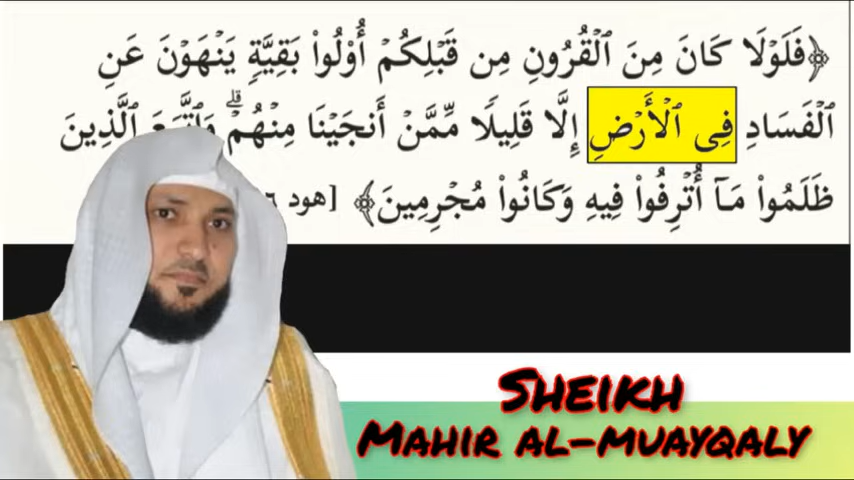 ﴿فَلَوْلَا كَانَ مِنَ ٱلْقُرُونِ مِن قَبْلِكُمْ أُو۟لُوا۟ بَقِيَّةٍ يَنْهَوْنَ عَنِ
ٱلْفَسَادِ فِى ٱلْأَرْضِ إِلَّا قَلِيلًا مِّمَّنْ أَنجَيْنَا مِنْهُمْ ۗ وَٱتَّبَعَ ٱلَّذِينَ
ظَلَمُوا۟ مَآ أُتْرِفُوا۟ فِيهِ وَكَانُوا۟ مُجْرِمِينَ﴾ [هود
SHEIKH
MAHIR AL-MUAYQALY